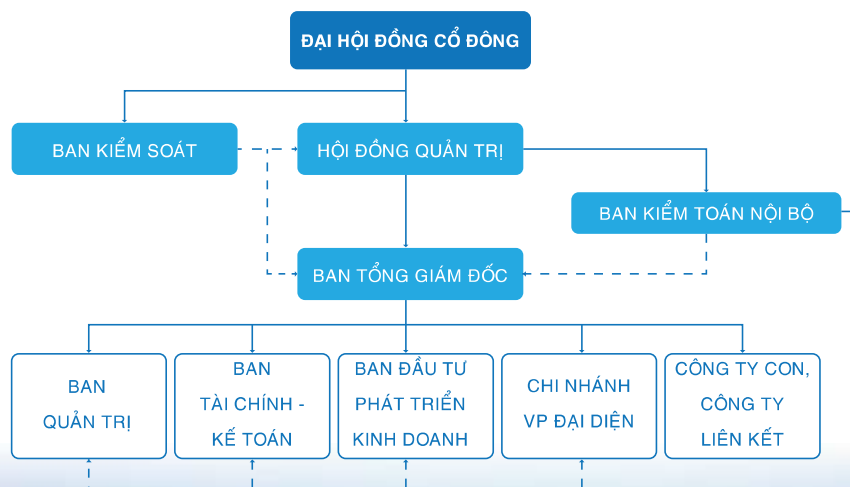 ĐẠI HỘI ĐỒNG CỔ ĐÔNG
BAN KIỂM SOÁT
HỘI ĐỒNG QUẢN TRỊ
BAN KIỂM TOÁN NỘI BỘ
BAN TỔNG GIÁM ĐỐC
BAN
QUẢN TRỊ
BAN
TÀI CHÍNH -
KẾ TOÁN
BAN ĐẦU TƯ
PHÁT TRIỂN
KINH DOANH
CHI NHÁNH
VP ĐẠI DIỆN
CÔNG TY CON,
CÔNG TY
LIÊN KẾT